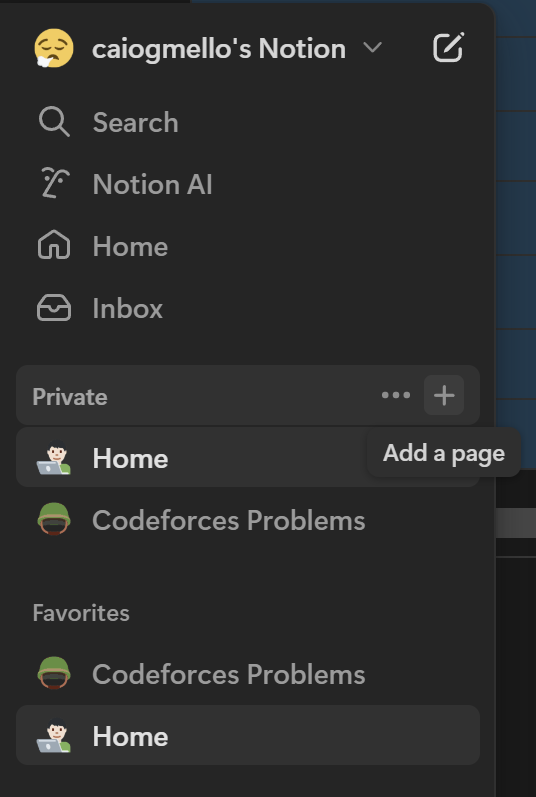 caiogmello's Notion
Search
Notion AI
Home
Inbox
Private
Home
Add a page
Codeforces Problems
Favorites
Codeforces Problems
Home